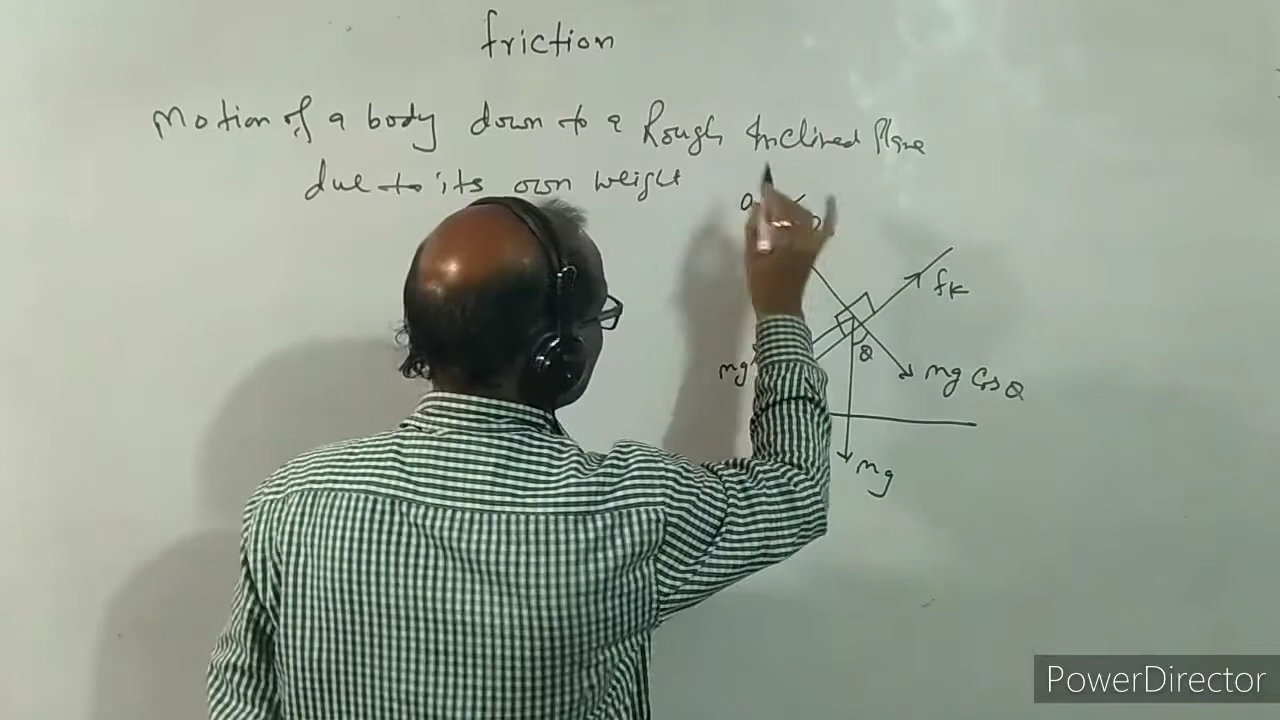 friction
Motion of a body down to a Rough Inclined Plane
due to its own weight
fK
mg
mg Cos θ
mg
PowerDirector